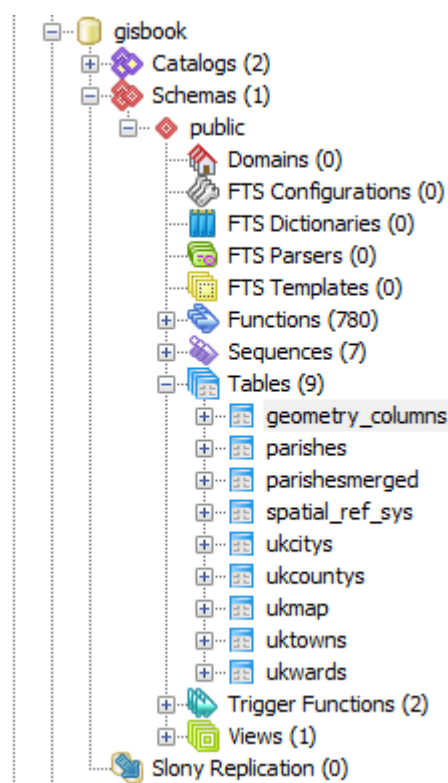 gisbook
Catalogs (2)
Schemas (1)
public
Domains (0)
FTS Configurations (0)
FTS Dictionaries (0)
FTS Parsers (0)
FTS Templates (0)
Functions (780)
Sequences (7)
Tables (9)
geometry_columns
parishes
parishesmerged
spatial_ref_sys
ukcitys
ukcountys
ukmap
uktowns
ukwards
Trigger Functions (2)
Views (1)
Slony Replication (0)